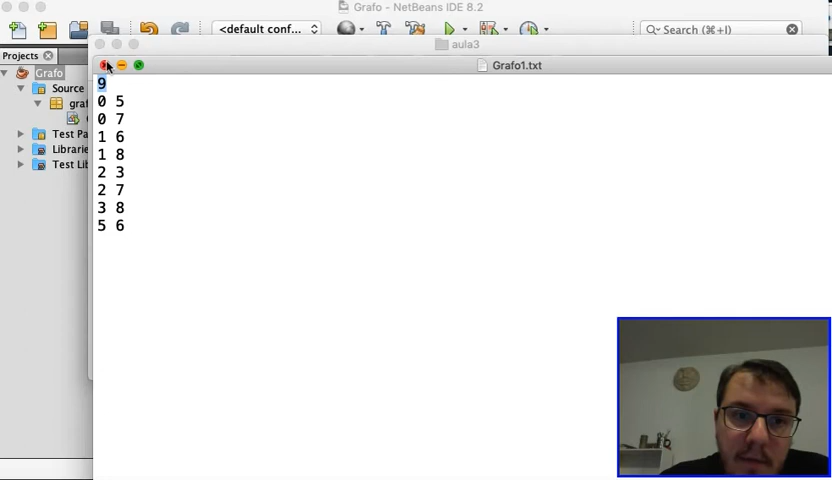 Grafo - NetBeans IDE 8.2
<default conf...
Search (⌘+I)
aula3
Projects
Grafo1.txt
Grafo
Source
graf
Test Pa
Librarie
Test Lib
9
0 5
0 7
1 6
1 8
2 3
2 7
3 8
5 6